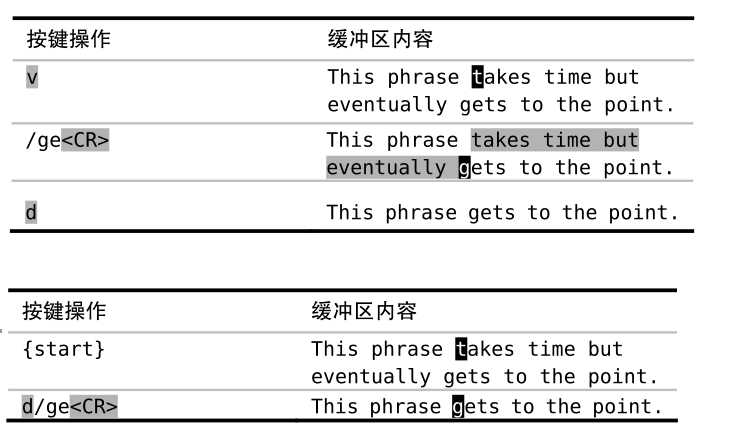 按键操作 缓冲区内容
v This phrase takes time but
eventually gets to the point.
/ge<CR> This phrase takes time but
eventually gets to the point.
d This phrase gets to the point.
按键操作 缓冲区内容
{start} This phrase takes time but
eventually gets to the point.
d/ge<CR> This phrase gets to the point.